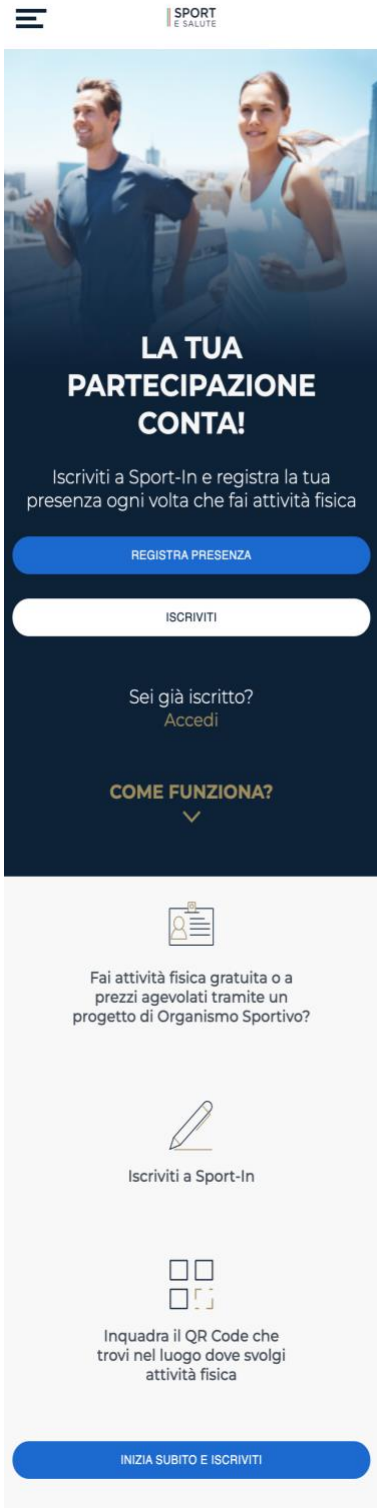 SPORT
E SALUTE
LA TUA
PARTECIPAZIONE
CONTA!
Iscriviti a Sport-In e registra la tua
presenza ogni volta che fai attività fisica
REGISTRA PRESENZA
ISCRIVITI
Sei già iscritto?
Accedi
COME FUNZIONA?
Fai attività fisica gratuita o a
prezzi agevolati tramite un
progetto di Organismo Sportivo?
Iscriviti a Sport-In
Inquadra il QR Code che
trovi nel luogo dove svolgi
attività fisica
INIZIA SUBITO E ISCRIVITI